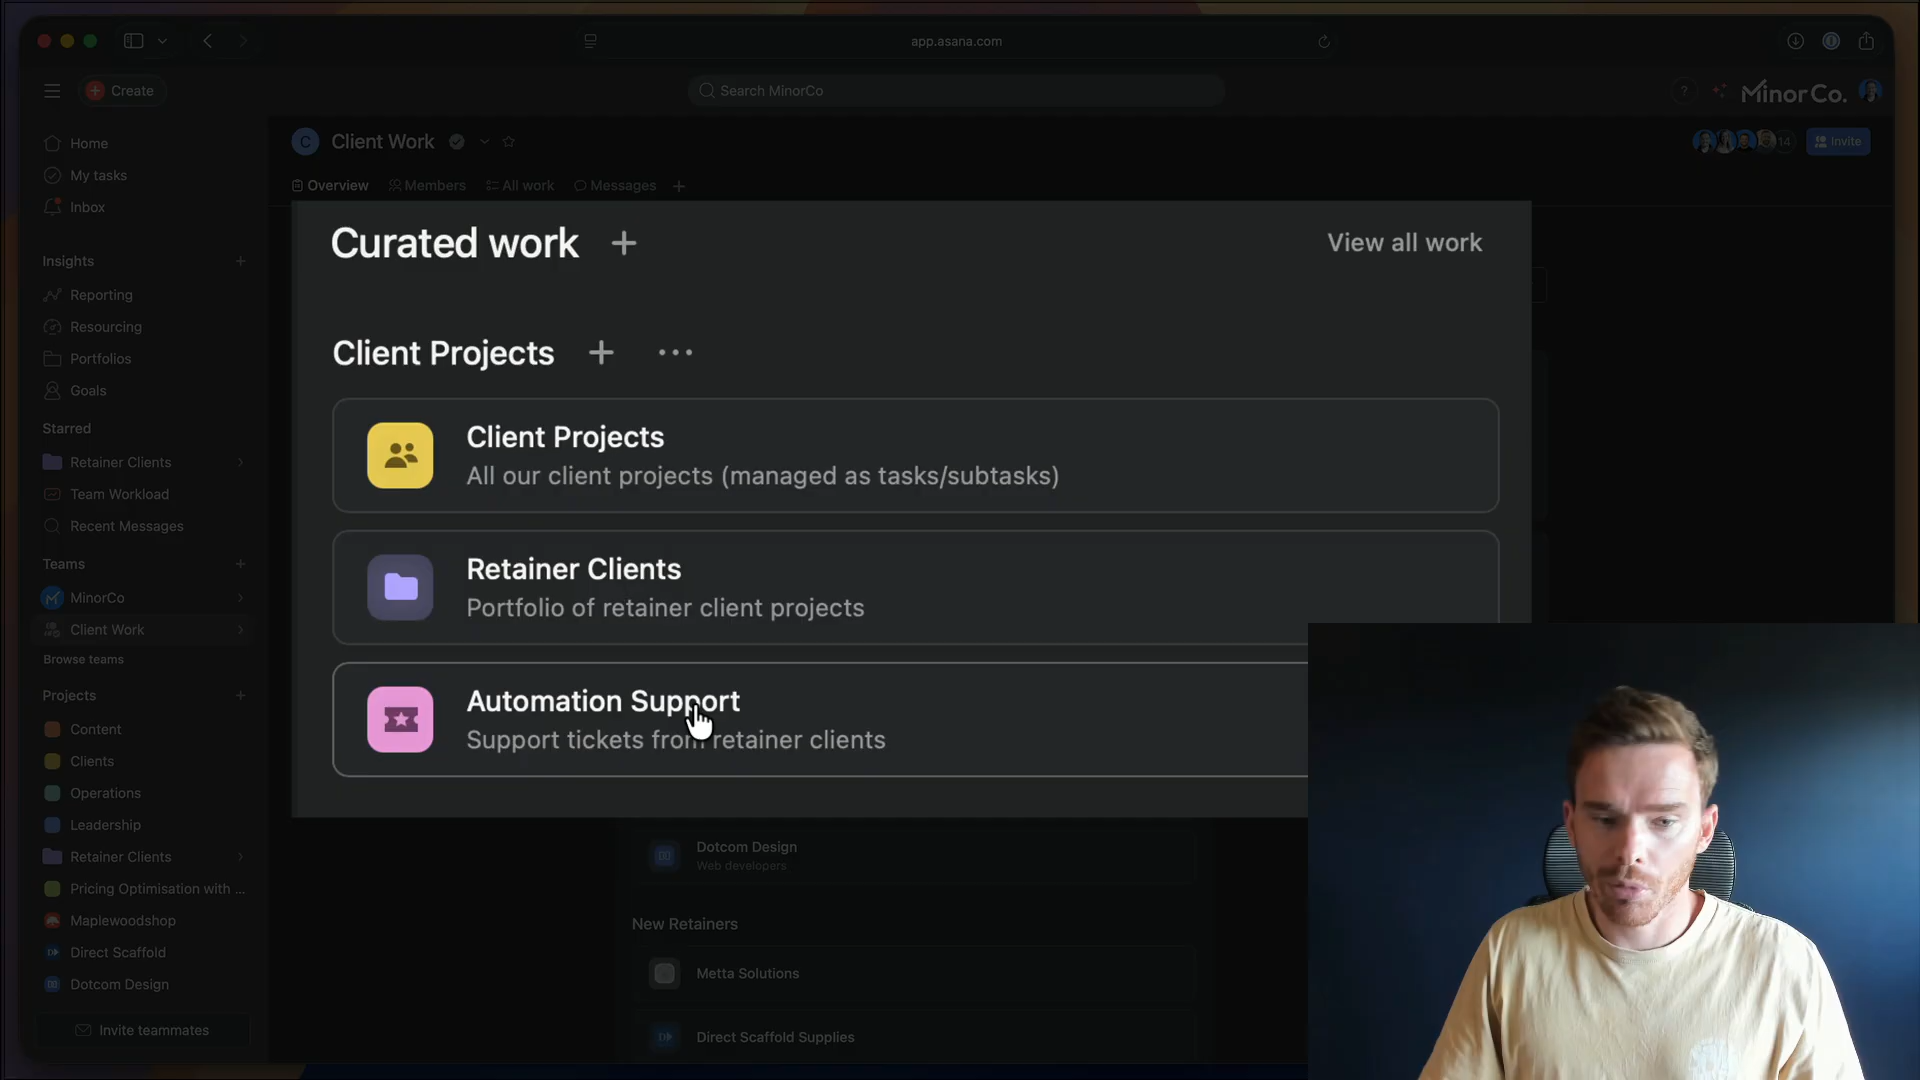 app.asana.com
Create
Search MinorCo
?
MinorCo.
Home
My tasks
Inbox
Insights
Reporting
Resourcing
Portfolios
Goals
Starred
Retainer Clients
Team Workload
Recent Messages
Teams
MinorCo
Client Work
Browse teams
Projects
Content
Clients
Operations
Leadership
Retainer Clients
Pricing Optimisation with ...
Maplewoodshop
Direct Scaffold
Dotcom Design
Invite teammates
C Client Work
14
Invite
Overview
Members
All work
Messages
Curated work
View all work
Client Projects
Client Projects
All our client projects (managed as tasks/subtasks)
Retainer Clients
Portfolio of retainer client projects
Automation Support
Support tickets from retainer clients
Dotcom Design
Web developers
New Retainers
Metta Solutions
Direct Scaffold Supplies